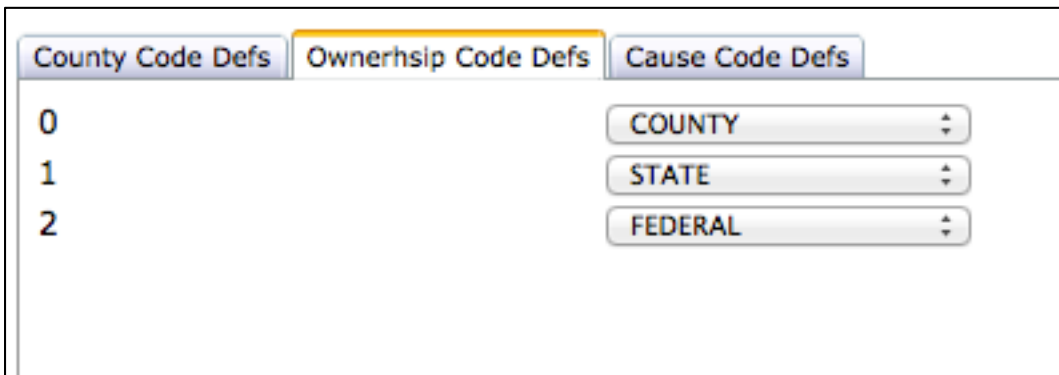 County Code Defs Ownerhsip Code Defs Cause Code Defs
0 COUNTY
1 STATE
2 FEDERAL